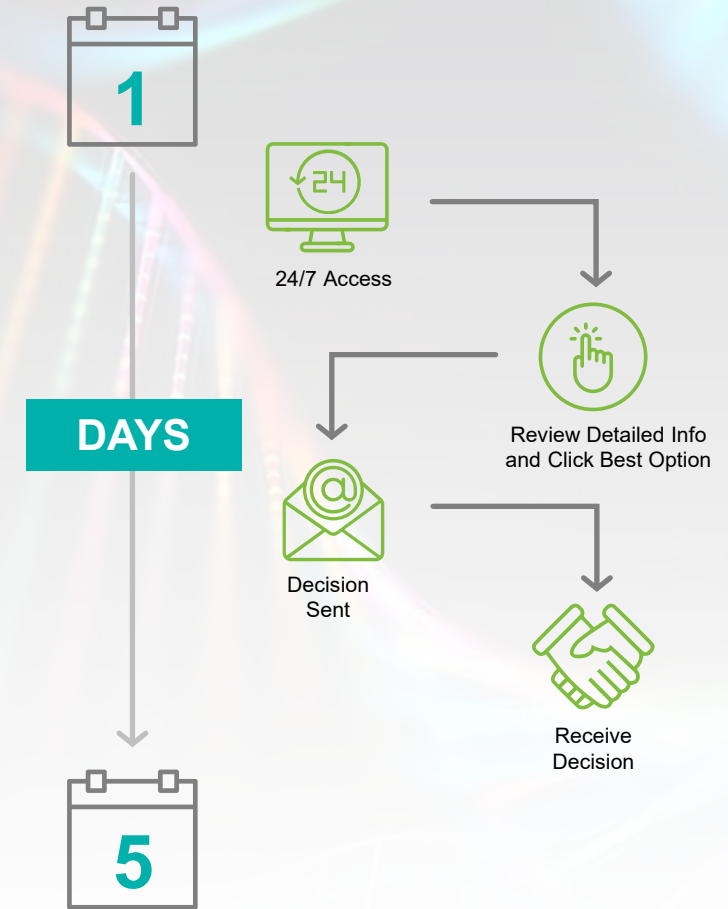 1
24
24/7 Access
Review Detailed Info
and Click Best Option
DAYS
@
Decision
Sent
Receive
Decision
5